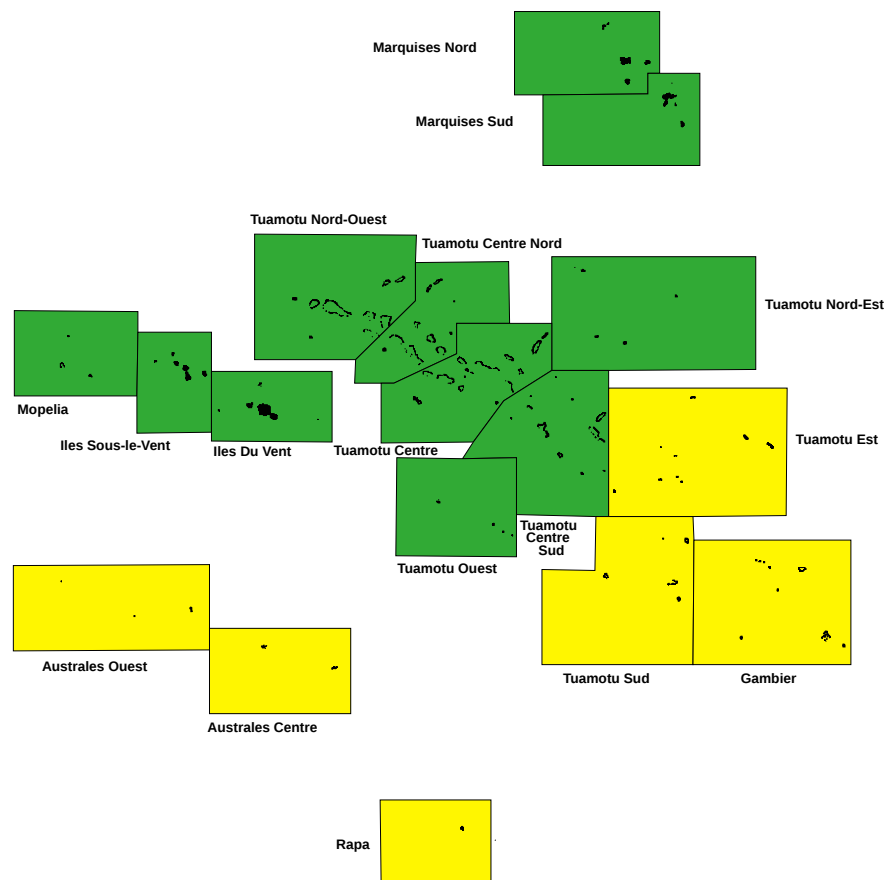 Marquises Nord
Marquises Sud
Tuamotu Nord-Ouest
Tuamotu Centre Nord
Tuamotu Nord-Est
Mopelia
Iles Sous-le-Vent
Iles Du Vent
Tuamotu Centre
Tuamotu Est
Tuamotu
Centre
Sud
Tuamotu Ouest
Australes Ouest
Tuamotu Sud
Gambier
Australes Centre
Rapa